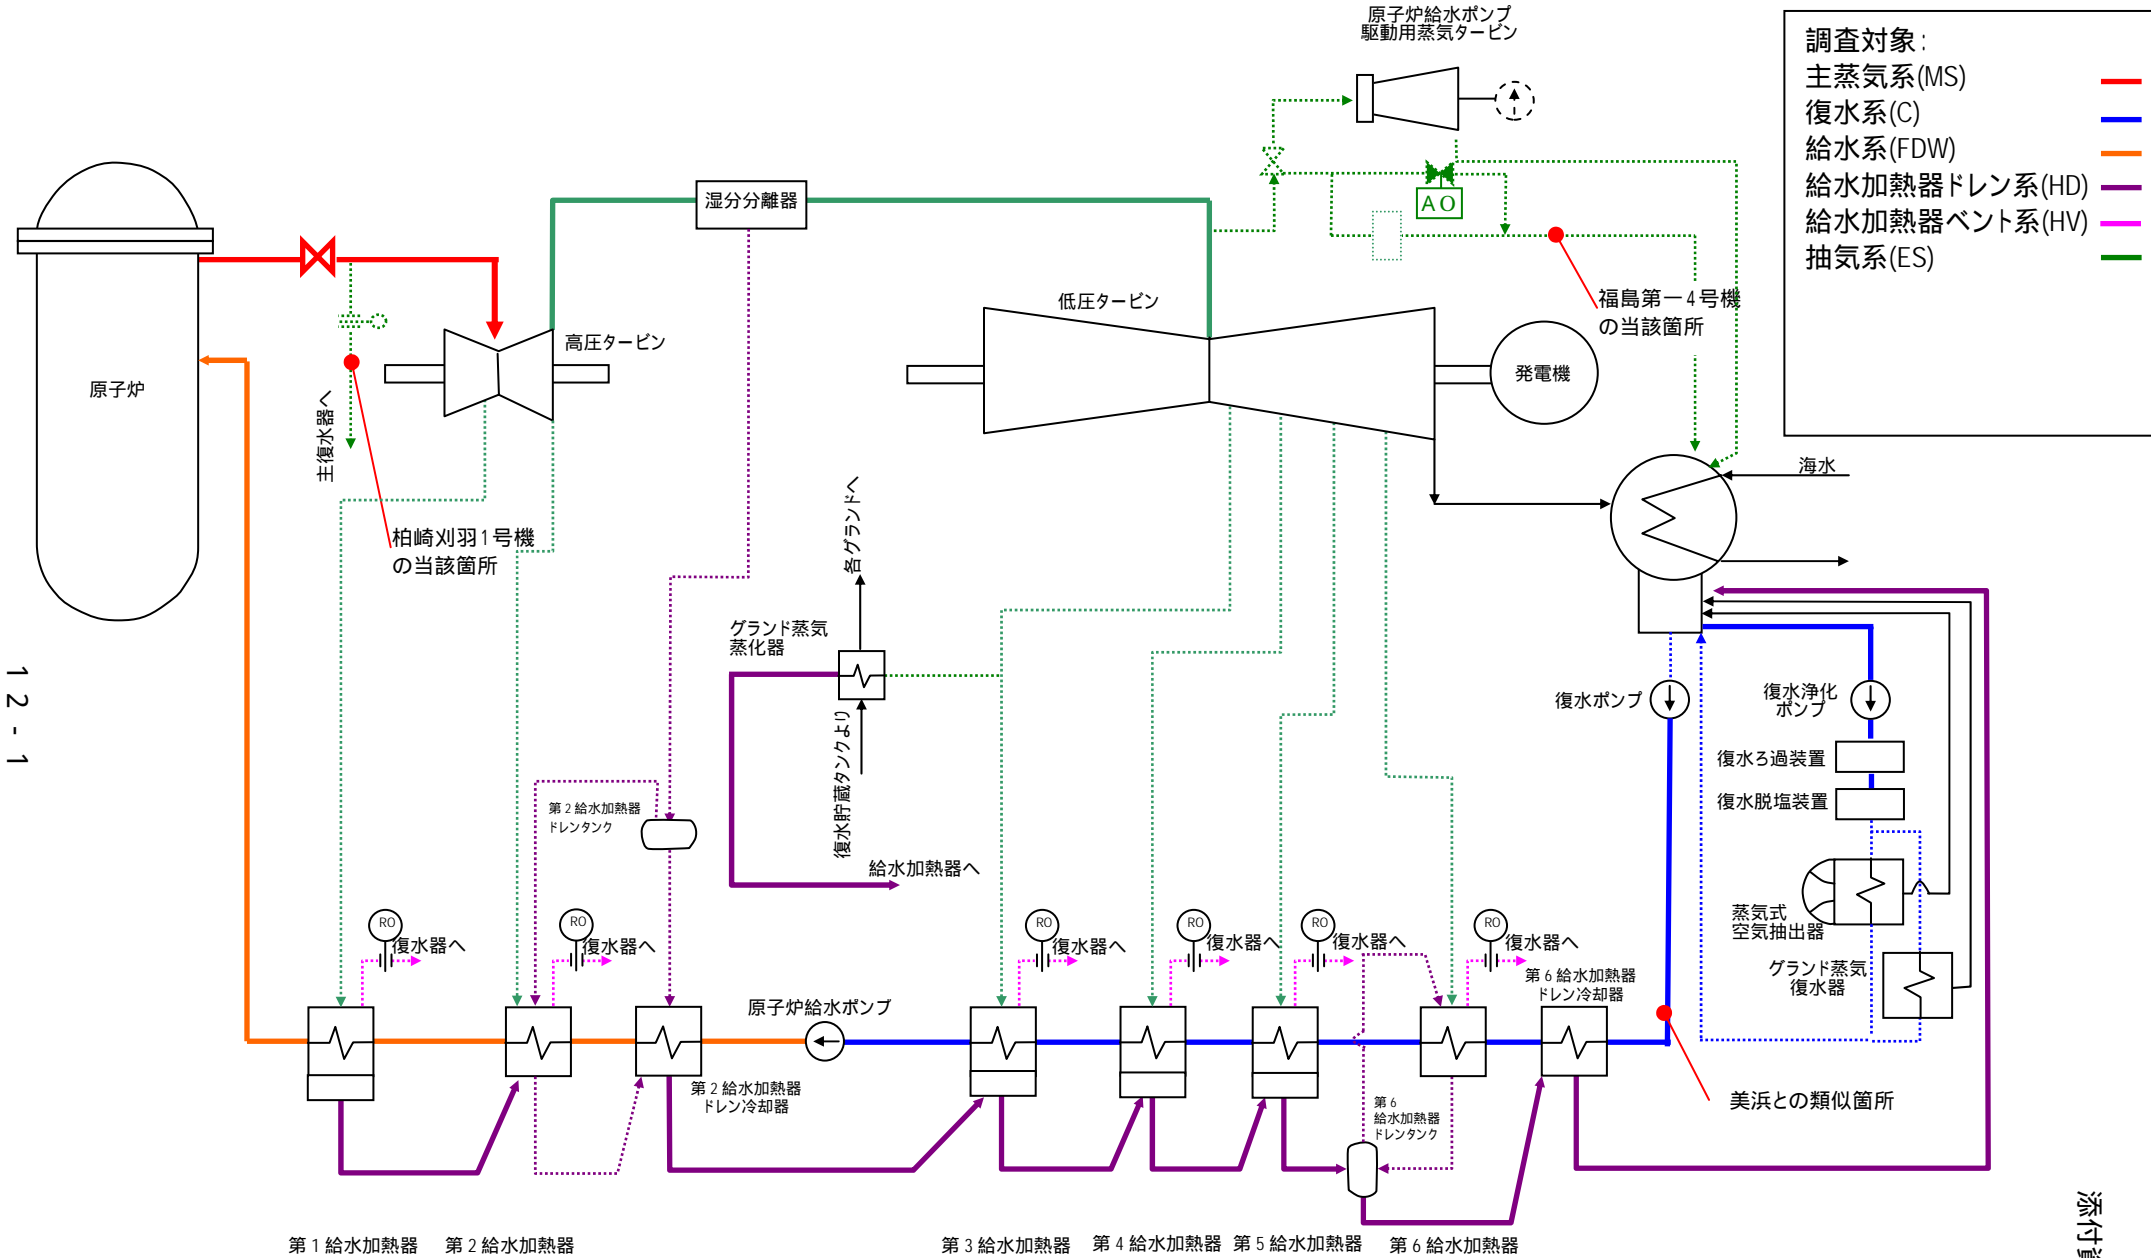 原子炉給水ポンプ
駆動用蒸気タービン
調査対象:
主蒸気系(MS)
復水系(C)
給水系(FDW)
給水加熱器ドレン系(HD)
給水加熱器ベント系(HV)
抽気系(ES)
湿分分離器
AO
福島第一4号機
の当該箇所
低圧タービン
高圧タービン
発電機
原子炉
主復水器へ
海水
柏崎刈羽1号機
の当該箇所
各グランドへ
グランド蒸気
蒸化器
復水貯蔵タンクより
給水加熱器へ
復水ポンプ
復水浄化
ポンプ
復水ろ過装置
復水脱塩装置
蒸気式
空気抽出器
グランド蒸気
復水器
第2給水加熱器
ドレンタンク
RO
復水器へ
RO
復水器へ
RO
復水器へ
RO
復水器へ
RO
復水器へ
RO
復水器へ
第6給水加熱器
ドレン冷却器
原子炉給水ポンプ
第2給水加熱器
ドレン冷却器
第6
給水加熱器
ドレンタンク
美浜との類似箇所
第1給水加熱器
第2給水加熱器
第3給水加熱器
第4給水加熱器
第5給水加熱器
第6給水加熱器
12-1
添付